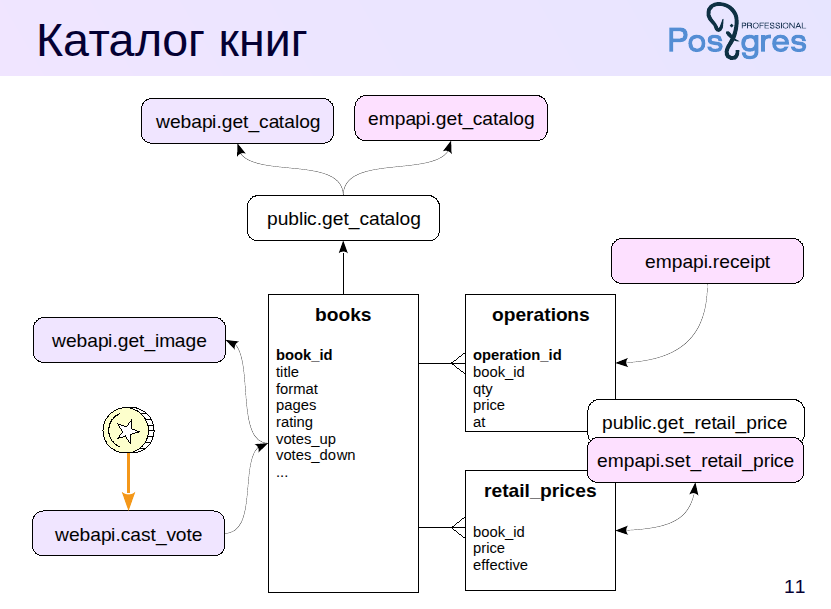 Каталог книг
PROFESSIONAL
Postgres
webapi.get_catalog
empapi.get_catalog
public.get_catalog
empapi.receipt
webapi.get_image
books
book_id
title
format
pages
rating
votes_up
votes_down
...
operations
operation_id
book_id
qty
price
at
public.get_retail_price
empapi.set_retail_price
retail_prices
book_id
price
effective
webapi.cast_vote
11